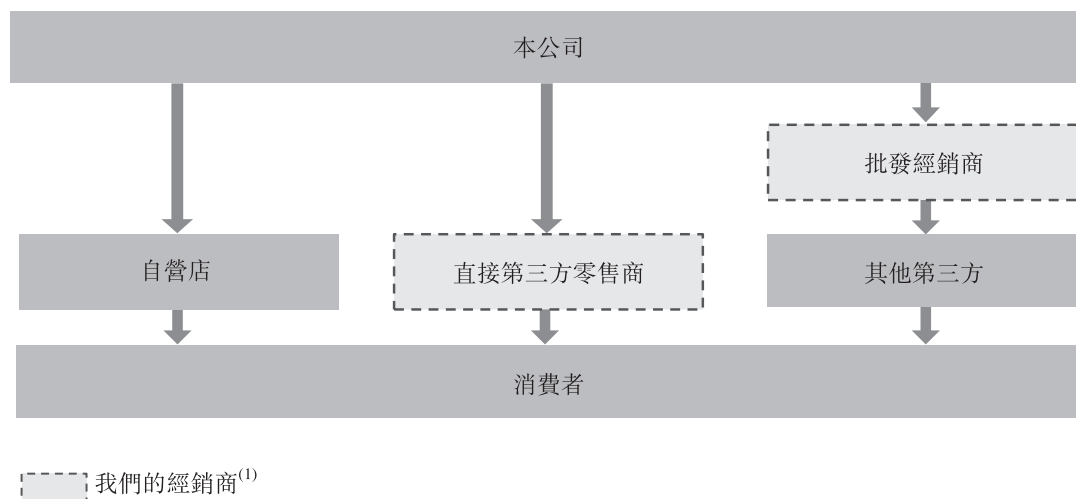 本公司
批發經銷商
自營店
直接第三方零售商
其他第三方
消費者
我們的經銷商(1)